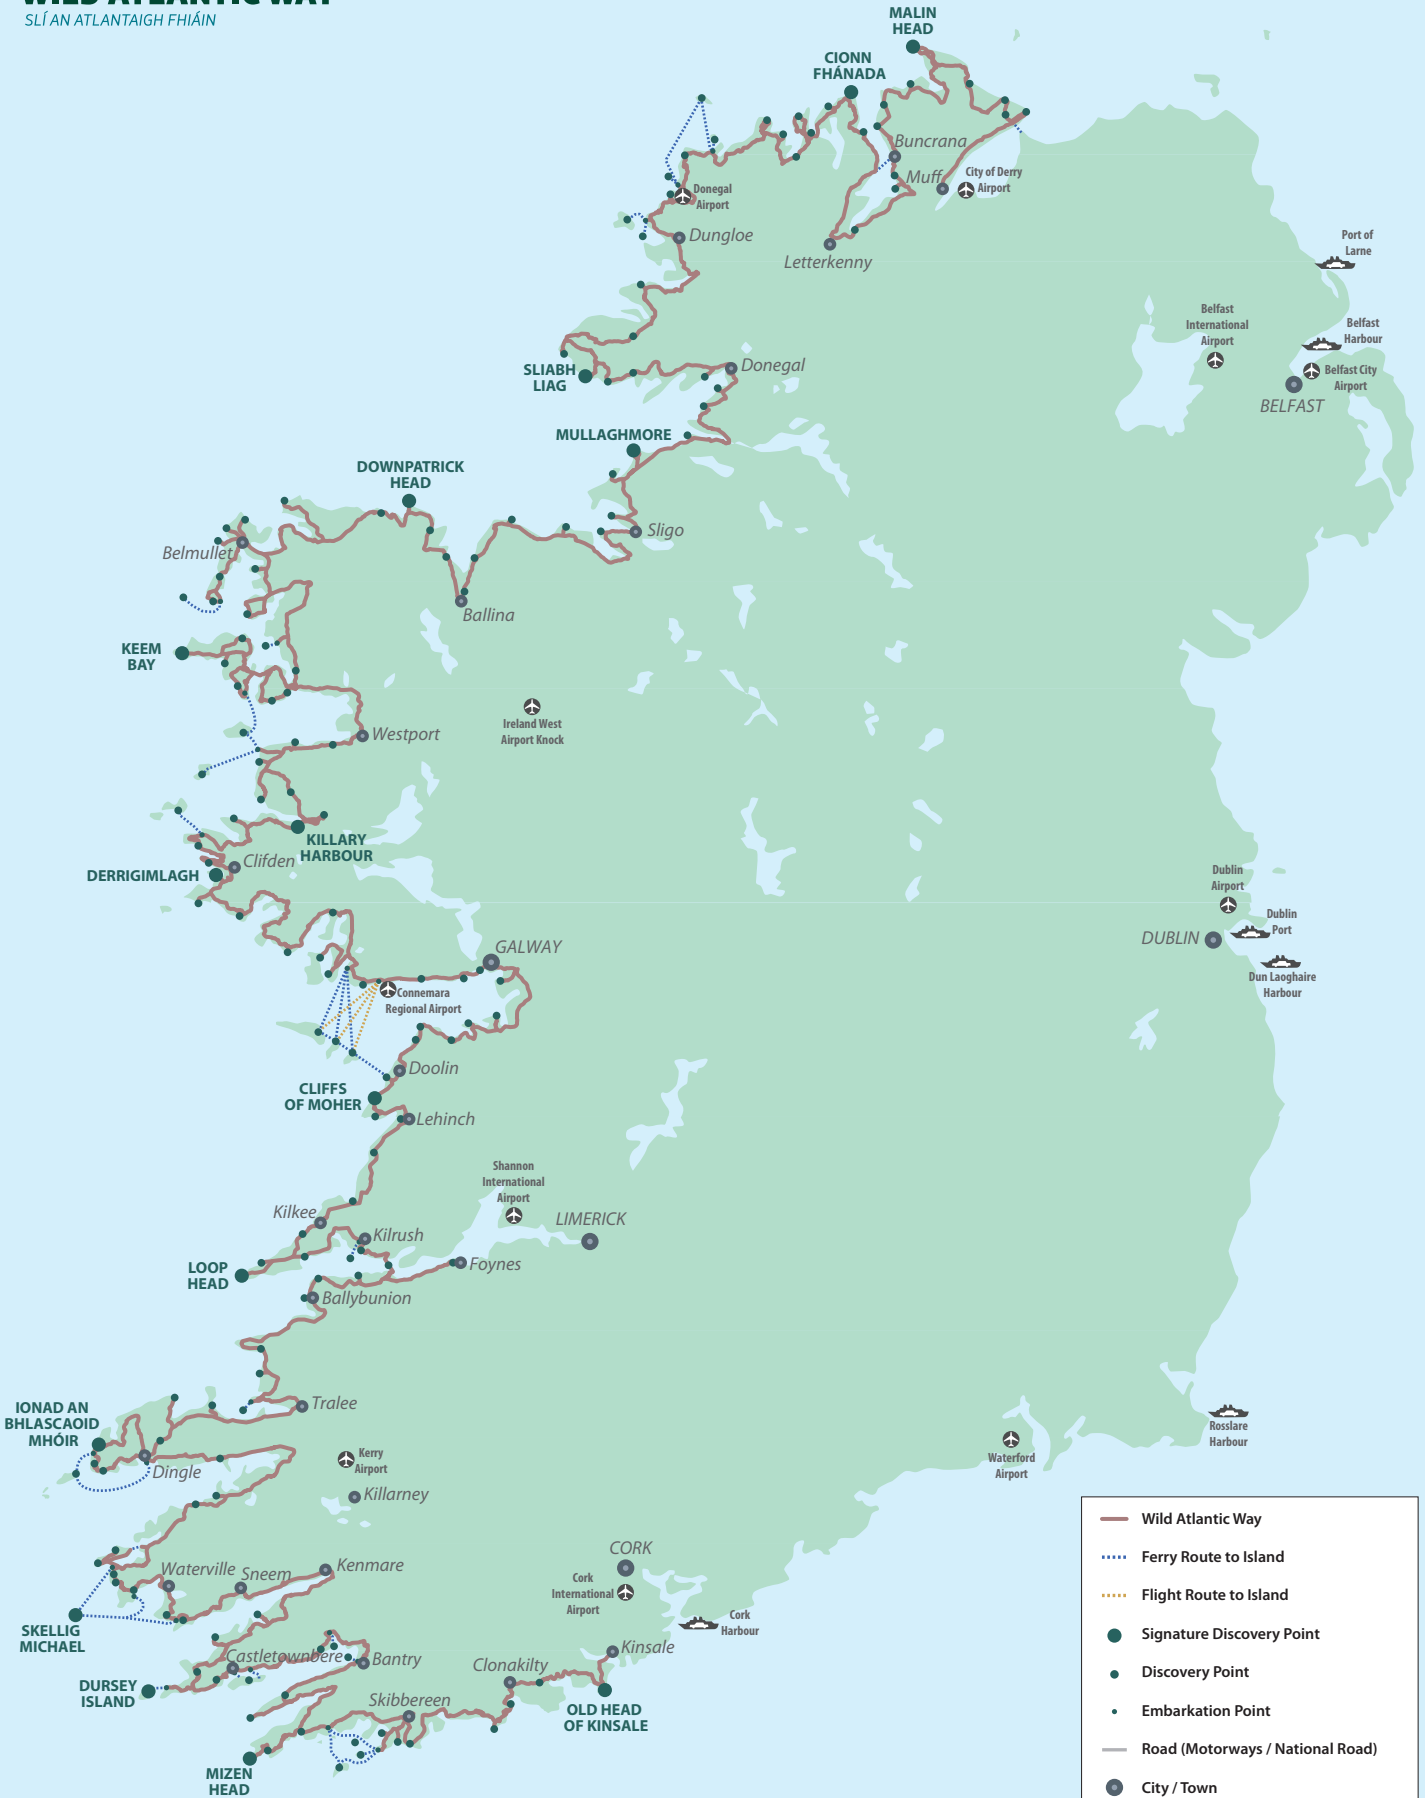 WILD ATLANTIC WAY
SLÍ AN ATLANTAIGH FHIÁIN
MALIN
HEAD
CIONN
FHÁNADA
Buncrana
Muff
City of Derry
Airport
Donegal
Airport
Dungloe
Letterkenny
Port of
Larne
Belfast
International
Airport
Belfast
Harbour
Belfast City
Airport
BELFAST
SLIABH
LIAG
Donegal
MULLAGHMORE
DOWNPATRICK
HEAD
Sligo
Belmullet
Ballina
KEEM
BAY
Westport
Ireland West
Airport Knock
KILLARY
HARBOUR
Clifden
DERRIGIMLAGH
Dublin
Airport
Dublin
Port
DUBLIN
Dun Laoghaire
Harbour
GALWAY
Connemara
Regional Airport
Doolin
CLIFFS
OF MOHER
Lehinch
Shannon
International
Airport
Kilkee
LIMERICK
Kilrush
LOOP
HEAD
Foynes
Ballybunion
IONAD AN
BHLASCAOID
MHÓIR
Tralee
Rosslare
Harbour
Dingle
Kerry
Airport
Waterford
Airport
Killarney
CORK
Waterville
Sneem
Kenmare
Cork
International
Airport
Cork
Harbour
SKELLIG
MICHAEL
Castletownbere
Bantry
Clonakilty
Kinsale
DURSEY
ISLAND
Skibbereen
OLD HEAD
OF KINSALE
MIZEN
HEAD
Wild Atlantic Way
Ferry Route to Island
Flight Route to Island
Signature Discovery Point
Discovery Point
Embarkation Point
Road (Motorways / National Road)
City / Town